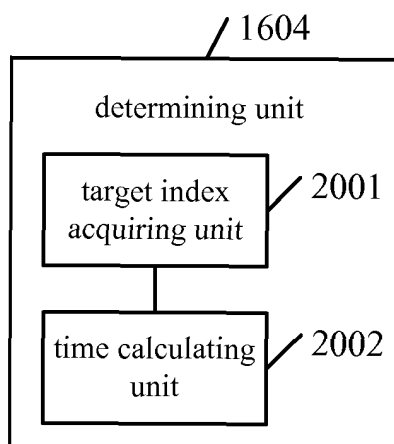 1604
determining unit
target index
acquiring unit
2001
time calculating
unit
2002